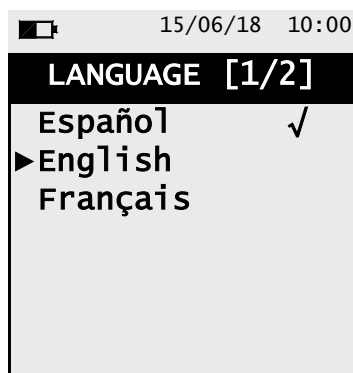 15/06/18 10:00
LANGUAGE [1/2]
Español √
►English
Français